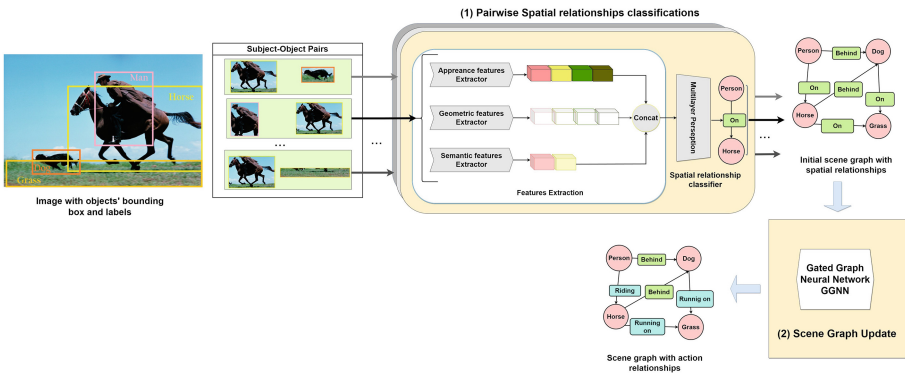 (1) Pairwise Spatial relationships classifications
Man
Horse
Dog
Grass
Image with objects' bounding
box and labels
Subject-Object Pairs
...
...
Appreance features
Extractor
Geometric features
Extractor
Semantic features
Extractor
Concat
Features Extraction
Multilayer Perseption
Person
On
Horse
Spatial relationship
classifier
...
Person
Behind
Dog
On
Behind
On
Horse
On
Grass
Initial scene graph with
spatial relationships
Gated Graph
Neural Network
GGNN
(2) Scene Graph Update
Person
Behind
Dog
Riding
Behind
Runnig on
Horse
Running
on
Grass
Scene graph with action
relationships